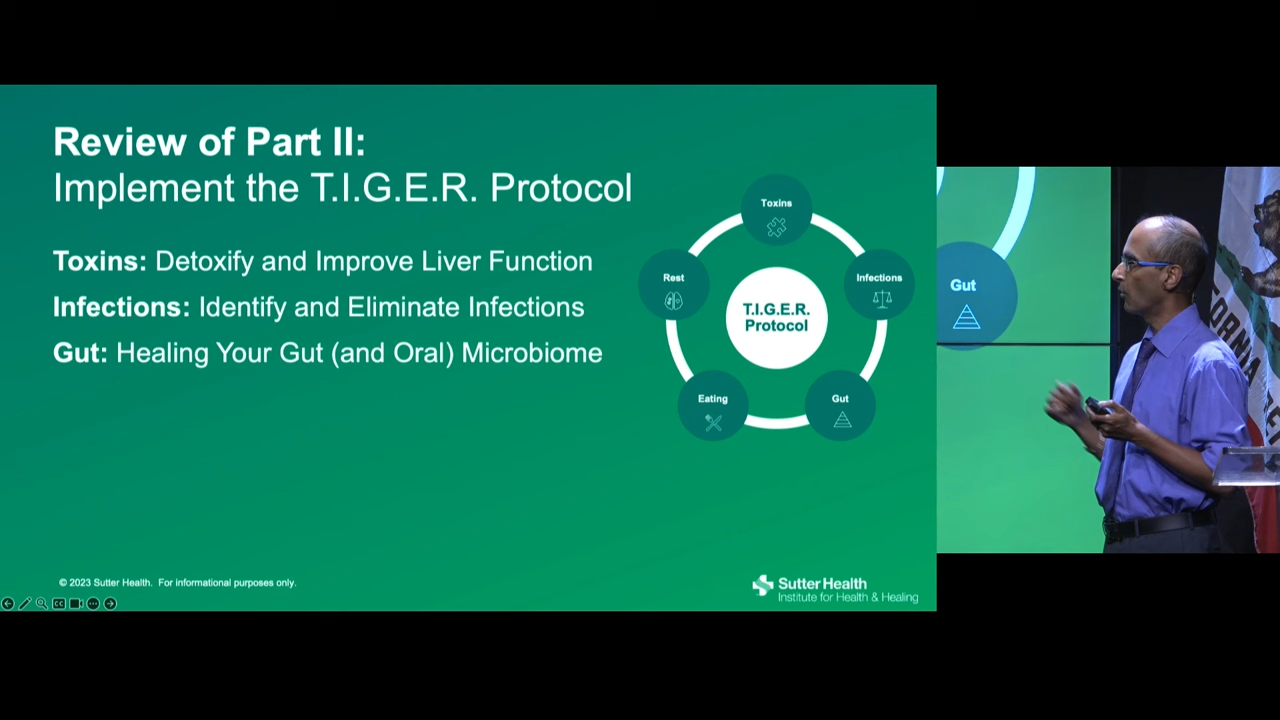 Review of Part II:
Implement the T.I.G.E.R. Protocol
Toxins: Detoxify and Improve Liver Function
Infections: Identify and Eliminate Infections
Gut: Healing Your Gut (and Oral) Microbiome
Toxins
Rest
Infections
T.I.G.E.R.
Protocol
Eating
Gut
© 2023 Sutter Health. For informational purposes only.
CC
Sutter Health
Institute for Health & Healing
Gut